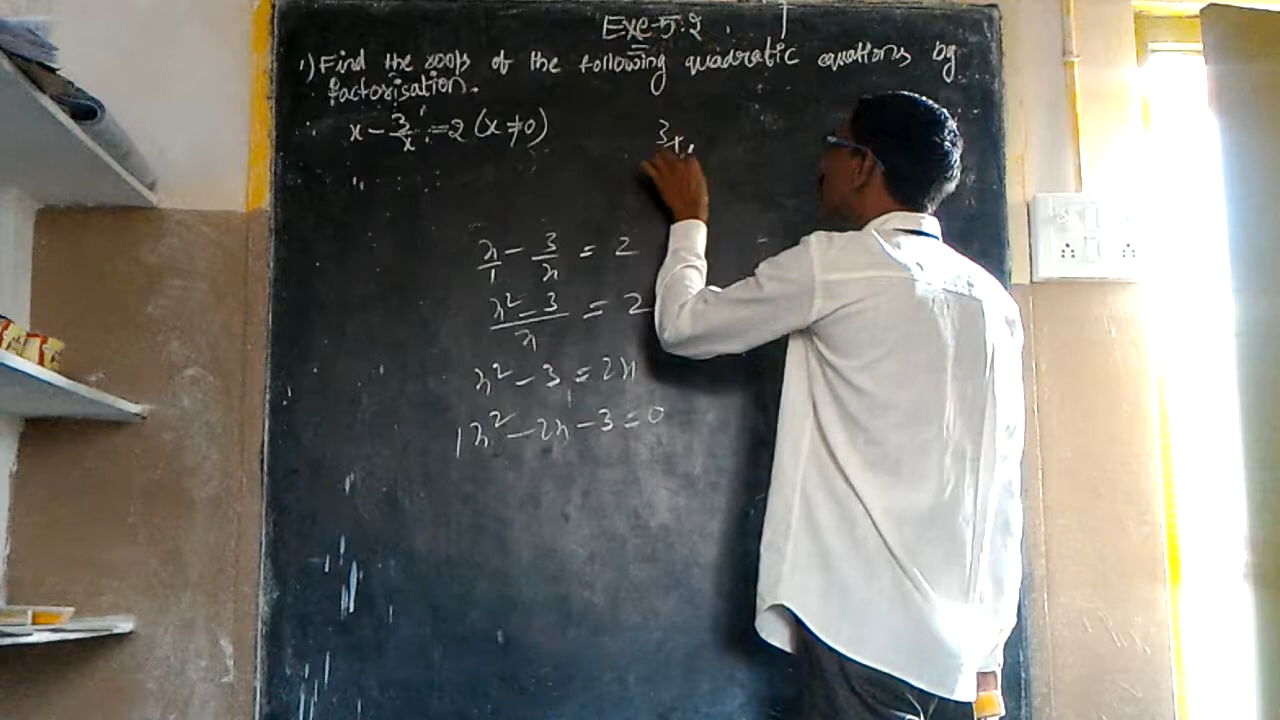 Exe-5.2.
1) Find the roots of the following quadratic equations by
factorisation.
x - 3/x = 2 (x ≠ 0)
3x
x/1 - 3/x = 2
x² - 3/x = 2
x² - 3 = 2x
1x² - 2x - 3 = 0